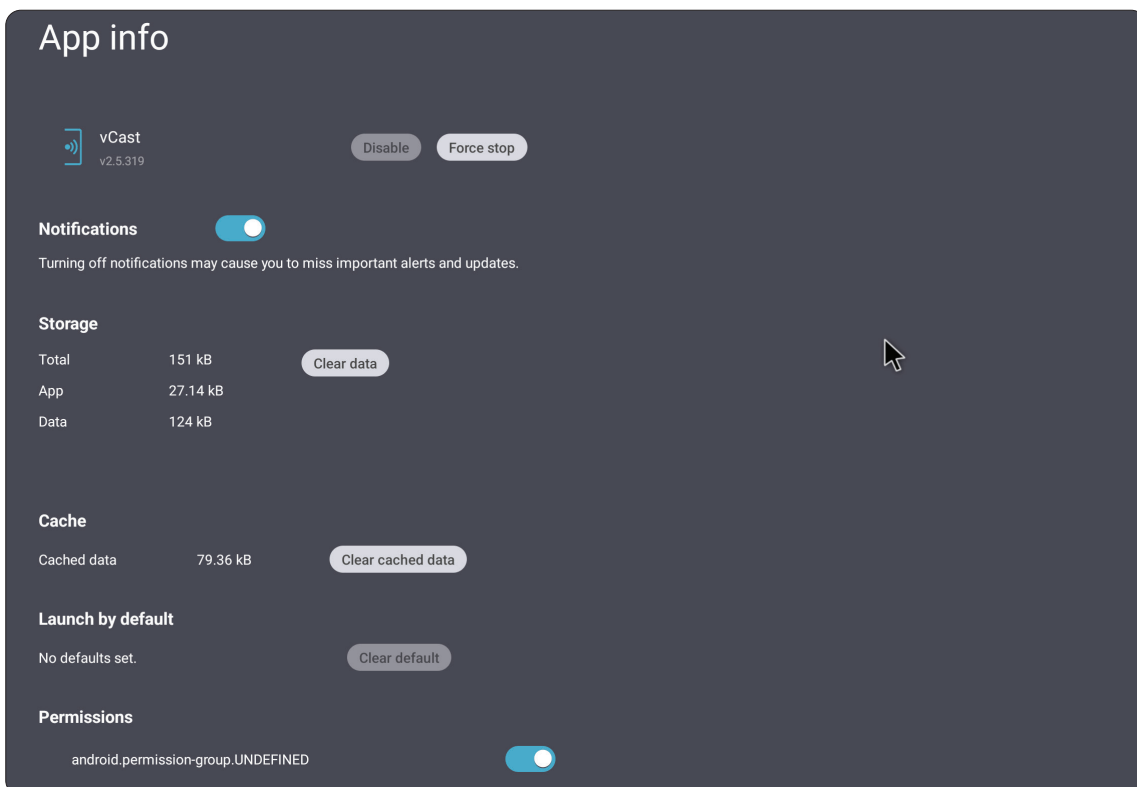 App info
vCast
v2.5.319
Disable
Force stop
Notifications
Turning off notifications may cause you to miss important alerts and updates.
Storage
Total 151 kB Clear data
App 27.14 kB
Data 124 kB
Cache
Cached data 79.36 kB Clear cached data
Launch by default
No defaults set. Clear default
Permissions
android.permission-group.UNDEFINED